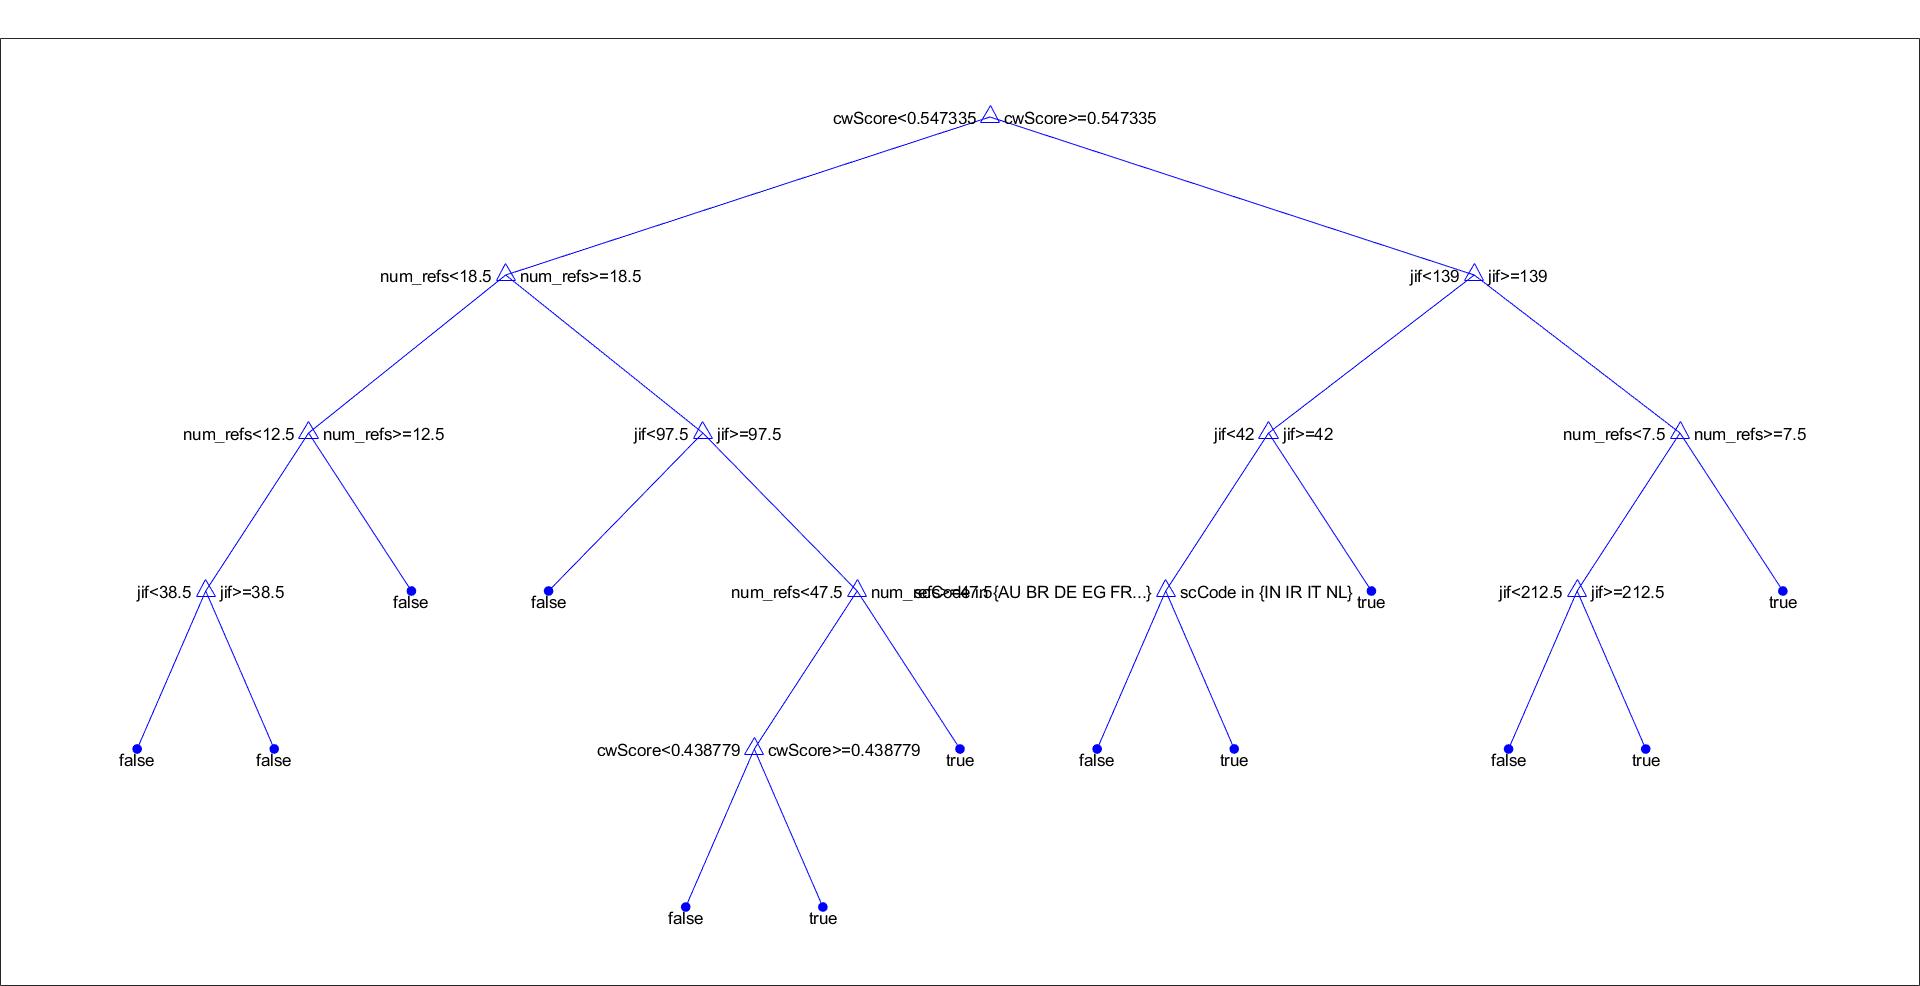 cwScore<0.547335 cwScore>=0.547335
num_refs<18.5 num_refs>=18.5 jif<139 jif>=139
num_refs<12.5 num_refs>=12.5 jif<97.5 jif>=97.5 jif<42 jif>=42 num_refs<7.5 num_refs>=7.5
jif<38.5 jif>=38.5 false false num_refs<47.5 num_refs>=47.5 scCode in {AU BR DE EG FR...} scCode in {IN IR IT NL} true jif<212.5 jif>=212.5 true
false false cwScore<0.438779 cwScore>=0.438779 true false true false true
false true